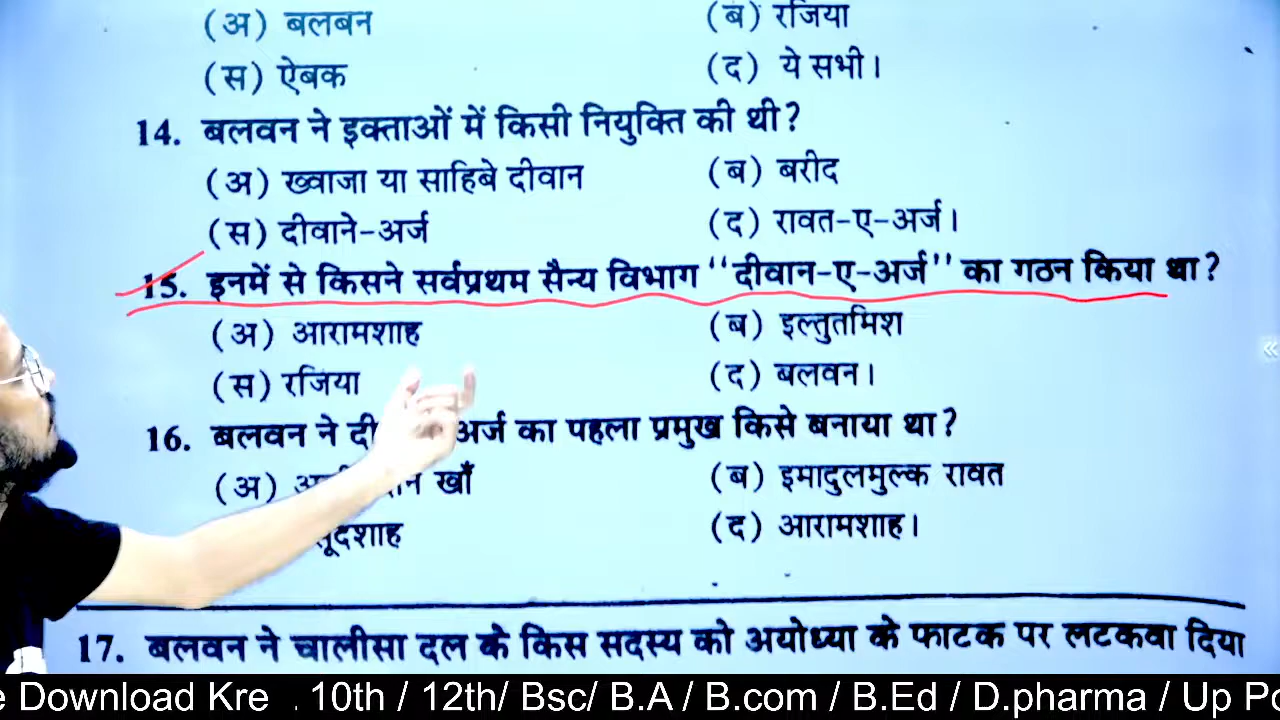 (अ) बलबन (ब) रजिया
(स) ऐबक (द) ये सभी।
14. बलवन ने इक्ताओं में किसी नियुक्ति की थी?
(अ) ख्वाजा या साहिबे दीवान (ब) बरीद
(स) दीवाने-अर्ज (द) रावत-ए-अर्ज।
15. इनमें से किसने सर्वप्रथम सैन्य विभाग "दीवान-ए-अर्ज" का गठन किया था?
(अ) आरामशाह (ब) इल्तुतमिश
(स) रजिया (द) बलवन।
16. बलवन ने अर्ज का पहला प्रमुख किसे बनाया था?
(अ) खाँ (ब) इमादुलमुल्क रावत
(द) आरामशाह।
17. बलवन ने चालीसा दल के किस सदस्य को अयोध्या के फाटक पर लटकवा दिया
Download Kre . 10th / 12th/ Bsc/ B.A / B.com / B.Ed / D.pharma / Up